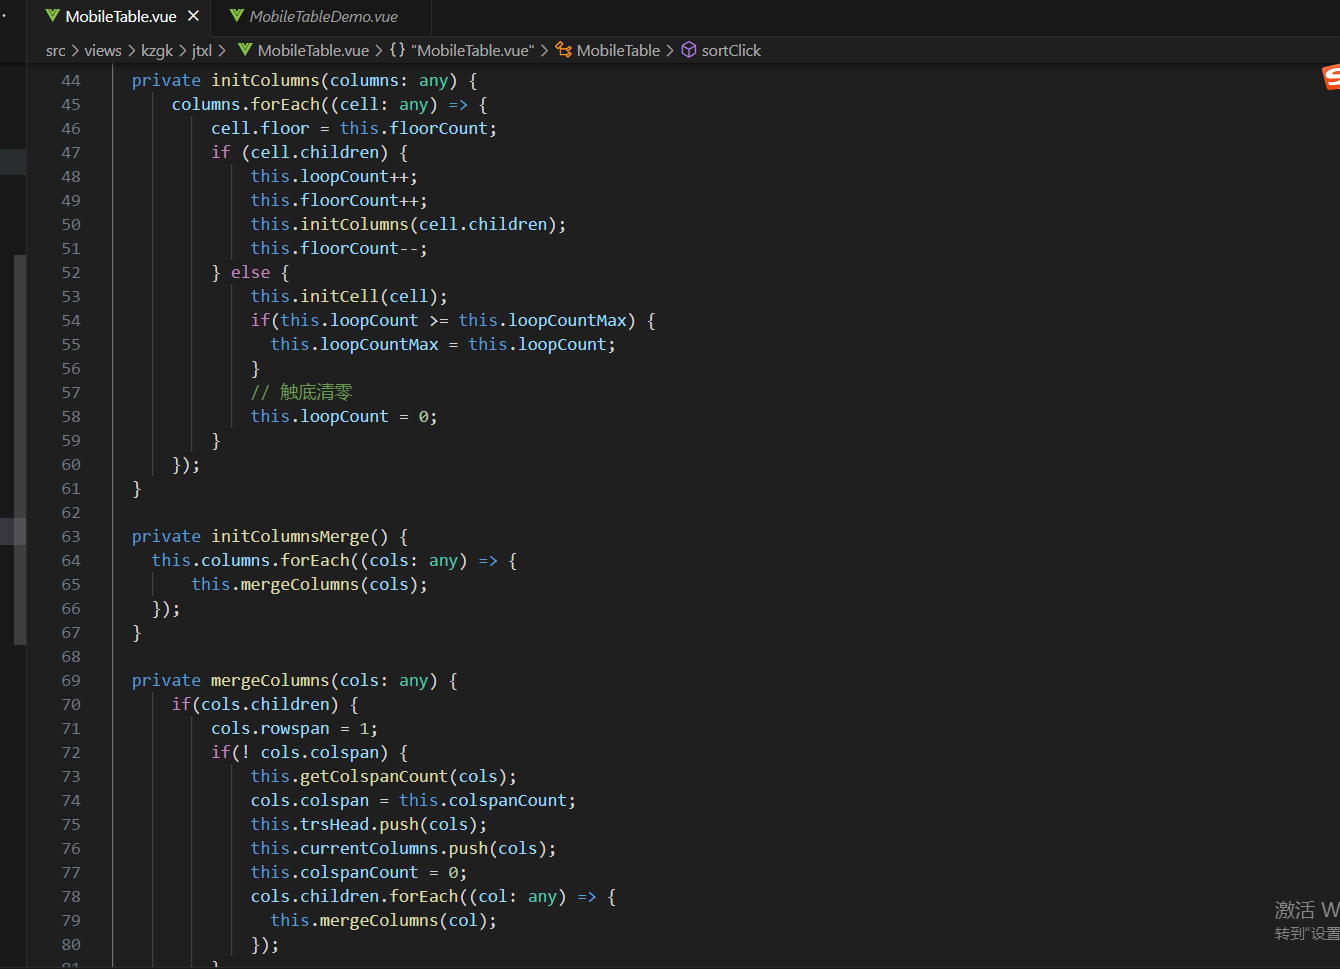 MobileTable.vue ✕ MobileTableDemo.vue
src > views > kzgk > jtxl > MobileTable.vue > {} "MobileTable.vue" > MobileTable > sortClick
44 private initColumns(columns: any) {
45 columns.forEach((cell: any) => {
46 cell.floor = this.floorCount;
47 if (cell.children) {
48 this.loopCount++;
49 this.floorCount++;
50 this.initColumns(cell.children);
51 this.floorCount--;
52 } else {
53 this.initCell(cell);
54 if(this.loopCount >= this.loopCountMax) {
55 this.loopCountMax = this.loopCount;
56 }
57 // 触底清零
58 this.loopCount = 0;
59 }
60 });
61 }
62
63 private initColumnsMerge() {
64 this.columns.forEach((cols: any) => {
65 this.mergeColumns(cols);
66 });
67 }
68
69 private mergeColumns(cols: any) {
70 if(cols.children) {
71 cols.rowspan = 1;
72 if(! cols.colspan) {
73 this.getColspanCount(cols);
74 cols.colspan = this.colspanCount;
75 this.trsHead.push(cols);
76 this.currentColumns.push(cols);
77 this.colspanCount = 0;
78 cols.children.forEach((col: any) => {
79 this.mergeColumns(col);
80 });
81 }
激活 W
转到"设置